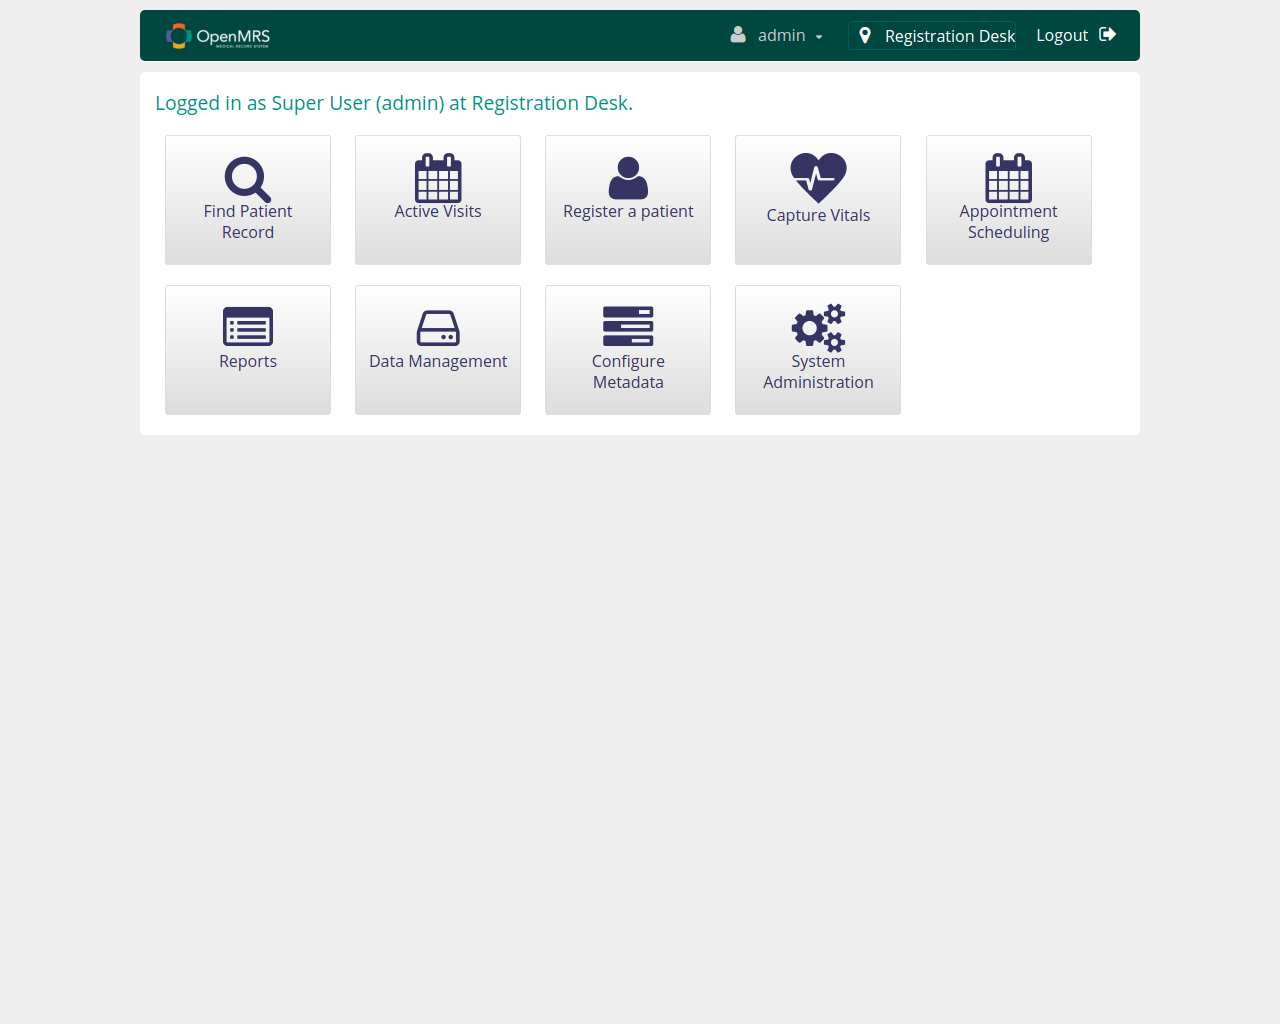 OpenMRS
MEDICAL RECORD SYSTEM
admin
Registration Desk
Logout
Logged in as Super User (admin) at Registration Desk.
Find Patient
Record
Active Visits
Register a patient
Capture Vitals
Appointment
Scheduling
Reports
Data Management
Configure
Metadata
System
Administration